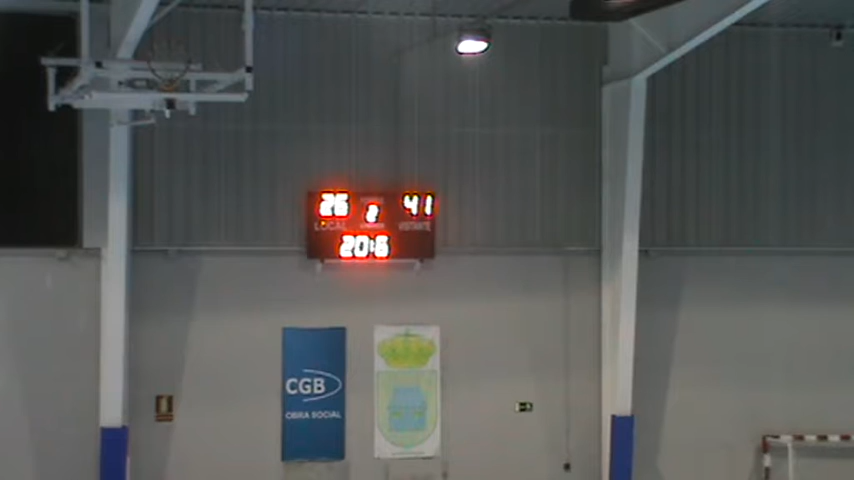 26 2 41
LOCAL VISITANTE
20:6
CGB
OBRA SOCIAL